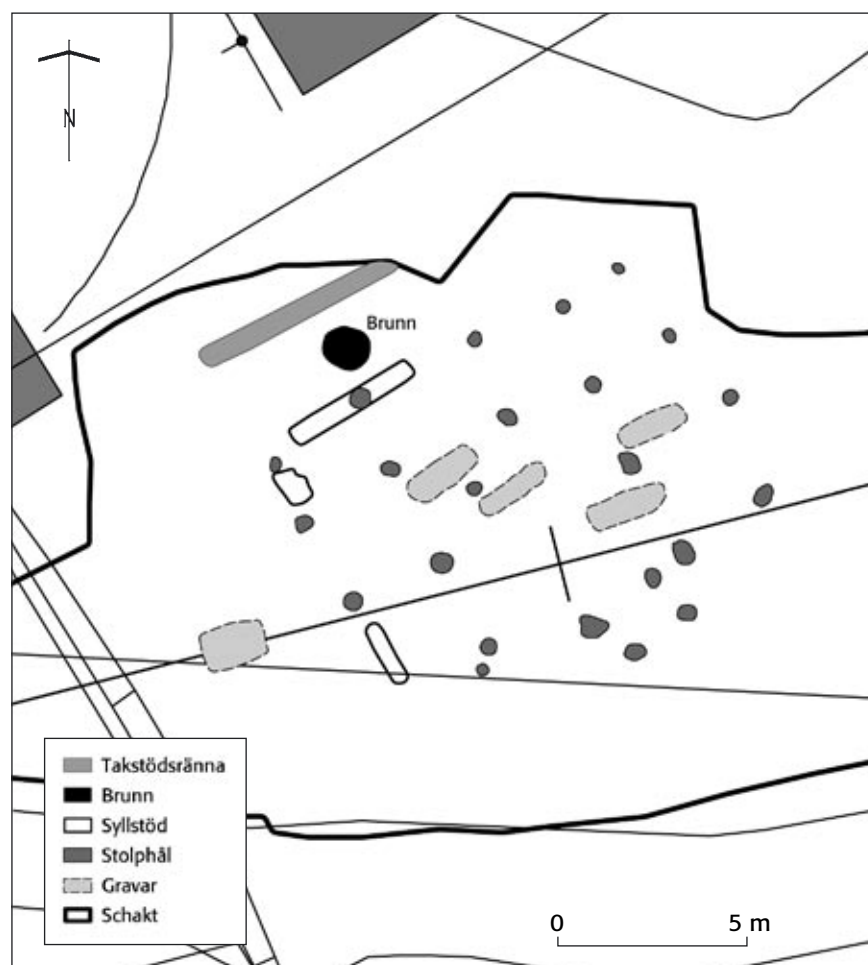 N
Brunn
Takstödsränna
Brunn
Syllstöd
Stolphål
Gravar
Schakt
0 5 m